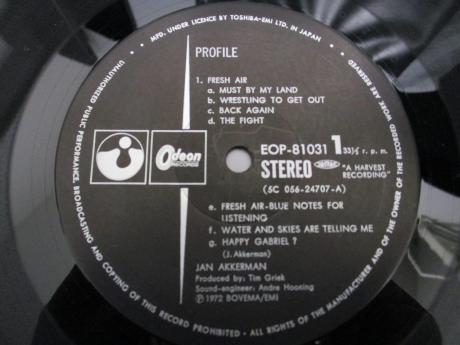 MFD. UNDER LICENCE BY TOSHIBA-EMI LTD. IN JAPAN •
UNAUTHORIZED PUBLIC PERFORMANCE, BROADCASTING AND COPYING OF THIS RECORD PROHIBITED • ALL RIGHTS OF THE MANUFACTURER AND OF THE OWNER OF THE RECORDED WORK ARE RESERVED
PROFILE
1. FRESH AIR
a. MUST BY MY LAND
b. WRESTLING TO GET OUT
c. BACK AGAIN
d. THE FIGHT
EOP-81031 1 33⅓ r. p. m.
Odeon
RECORDS
STEREO
"A HARVEST
RECORDING"
(5C 056-24707-A)
e. FRESH AIR-BLUE NOTES FOR
LISTENING
f. WATER AND SKIES ARE TELLING ME
g. HAPPY GABRIEL ?
(J. Akkerman)
JAN AKKERMAN
Produced by: Tim Griek
Sound-engineer: Andre Hooning
Ⓟ1972 BOVEMA/EMI